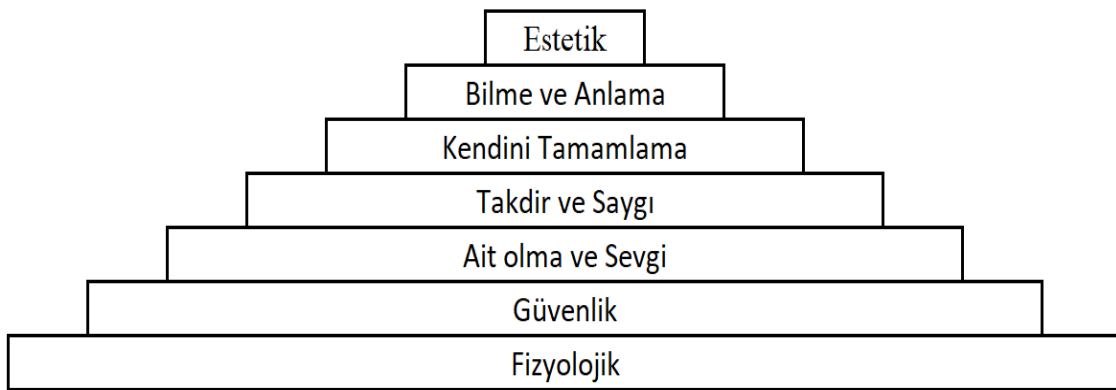 Estetik
Bilme ve Anlama
Kendini Tamamlama
Takdir ve Saygı
Ait olma ve Sevgi
Güvenlik
Fizyolojik